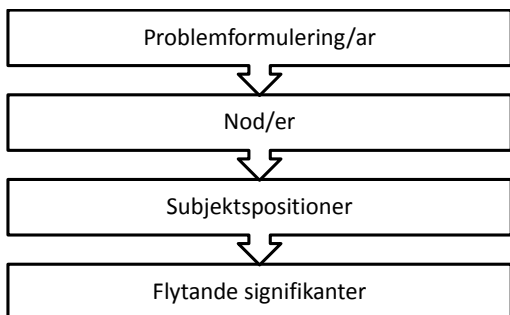 Problemformulering/ar
Nod/er
Subjektspositioner
Flytande signifikanter